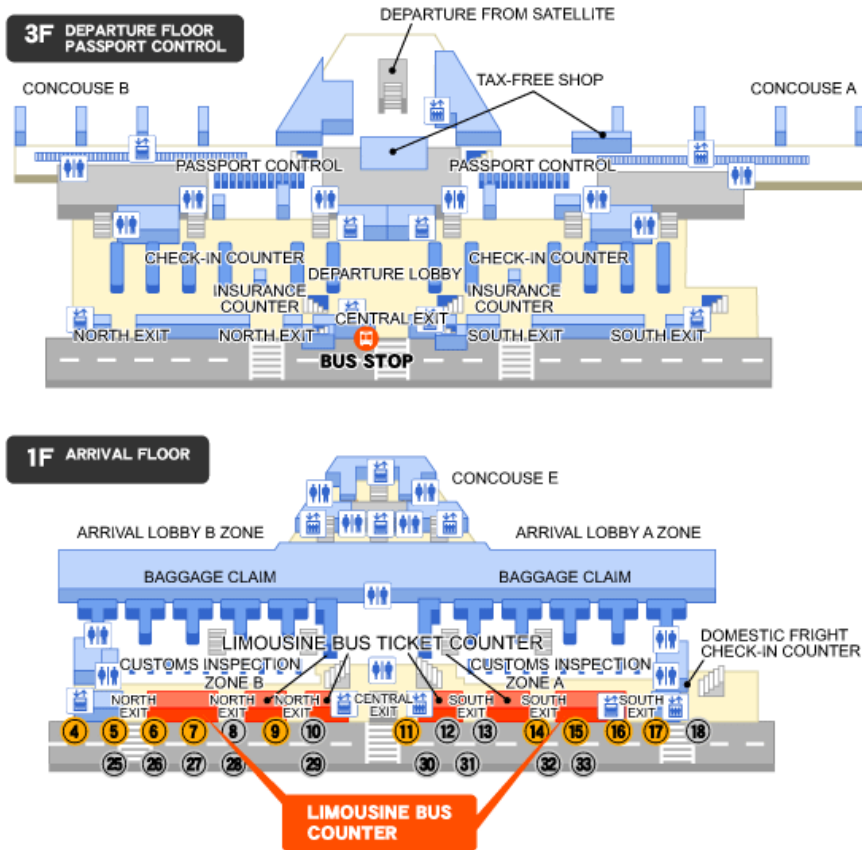 3F DEPARTURE FLOOR
PASSPORT CONTROL
DEPARTURE FROM SATELLITE
TAX-FREE SHOP
CONCOUSE B
CONCOUSE A
PASSPORT CONTROL
PASSPORT CONTROL
CHECK-IN COUNTER
CHECK-IN COUNTER
DEPARTURE LOBBY
INSURANCE
COUNTER
INSURANCE
COUNTER
CENTRAL EXIT
NORTH EXIT
NORTH EXIT
SOUTH EXIT
SOUTH EXIT
BUS STOP
1F ARRIVAL FLOOR
CONCOUSE E
ARRIVAL LOBBY B ZONE
ARRIVAL LOBBY A ZONE
BAGGAGE CLAIM
BAGGAGE CLAIM
LIMOUSINE BUS TICKET COUNTER
DOMESTIC FRIGHT
CHECK-IN COUNTER
CUSTOMS INSPECTION
ZONE B
CUSTOMS INSPECTION
ZONE A
NORTH
EXIT
NORTH
EXIT
NORTH
EXIT
CENTRAL
EXIT
SOUTH
EXIT
SOUTH
EXIT
SOUTH
EXIT
4 5 6 7 8 9 10 11 12 13 14 15 16 17 18
25 26 27 28 29 30 31 32 33
LIMOUSINE BUS
COUNTER